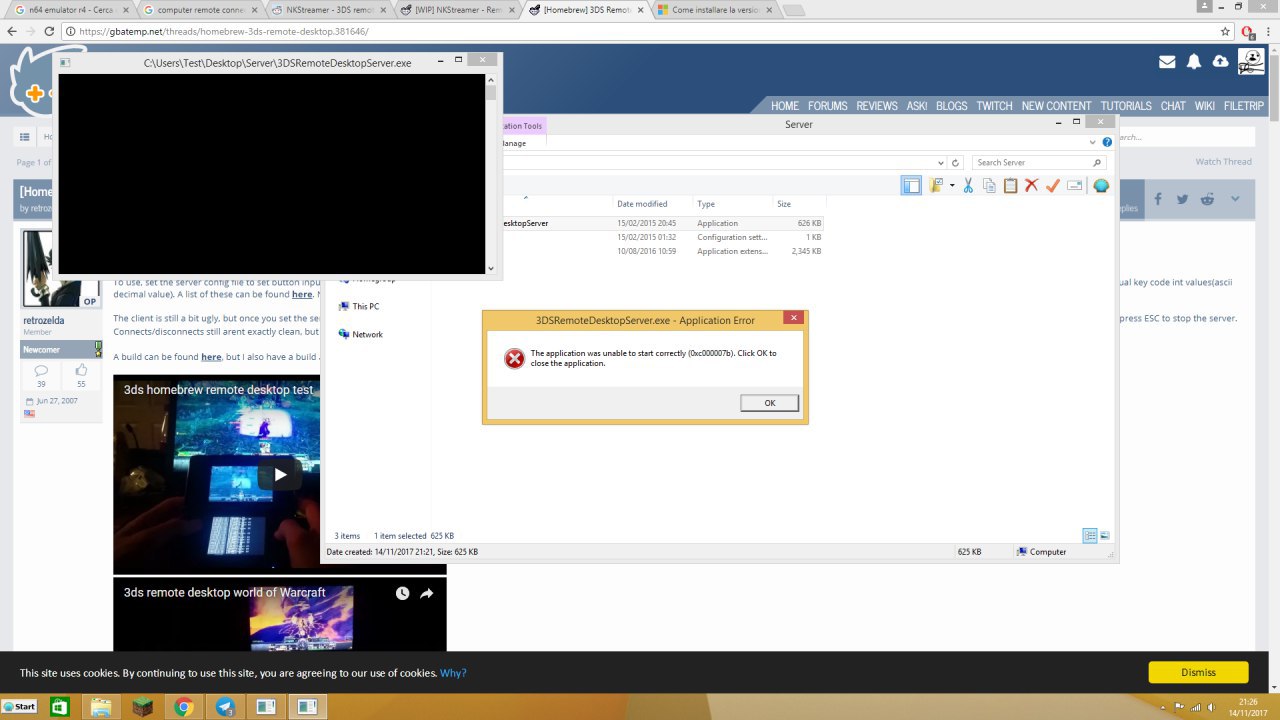 n64 emulator r4 - Cerca
computer remote conne
NKStreamer - 3DS remot
[WIP] NKStreamer - Rem
[Homebrew] 3DS Remot
Come installare la version
https://gbatemp.net/threads/homebrew-3ds-remote-desktop.381646/
C:\Users\Test\Desktop\Server\3DSRemoteDesktopServer.exe
HOME FORUMS REVIEWS ASK! BLOGS TWITCH NEW CONTENT TUTORIALS CHAT WIKI FILETRIP
ation Tools
Server
anage
Ho
arch...
Page 1 of
Search Server
Watch Thread
[Home
by retroz
eplies
Date modified Type Size
esktopServer 15/02/2015 20:45 Application 626 KB
15/02/2015 01:32 Configuration sett... 1 KB
10/08/2016 10:59 Application extens... 2,345 KB
OP
To use, set the server config file to set button inpu
ual key code int values(ascii
decimal value). A list of these can be found here.
This PC
The client is still a bit ugly, but once you set the se
press ESC to stop the server.
Connects/disconnects still arent exactly clean, but
Network
retrozelda
Member
Newcomer
A build can be found here, but I also have a build
39 55
Jun 27, 2007
3DSRemoteDesktopServer.exe - Application Error
The application was unable to start correctly (0xc000007b). Click OK to
close the application.
OK
3ds homebrew remote desktop test
3 items 1 item selected 625 KB
Date created: 14/11/2017 21:21, Size: 625 KB
625 KB
Computer
3ds remote desktop world of Warcraft
This site uses cookies. By continuing to use this site, you are agreeing to our use of cookies. Why?
Dismiss
Start
21:26
14/11/2017